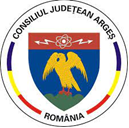 CONSILIUL JUDEȚEAN ARGEȘ
ROMÂNIA